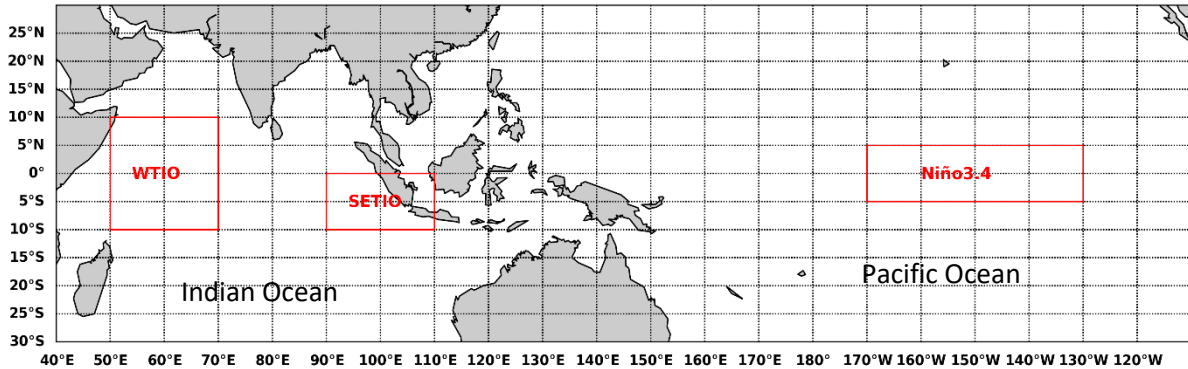 25°N
20°N
15°N
10°N
5°N
WTIO
0°
Niño3.4
SETIO
5°S
10°S
15°S
Pacific Ocean
20°S
Indian Ocean
25°S
30°S
40°E 50°E 60°E 70°E 80°E 90°E 100°E 110°E 120°E 130°E 140°E 150°E 160°E 170°E 180° 170°W 160°W 150°W 140°W 130°W 120°W